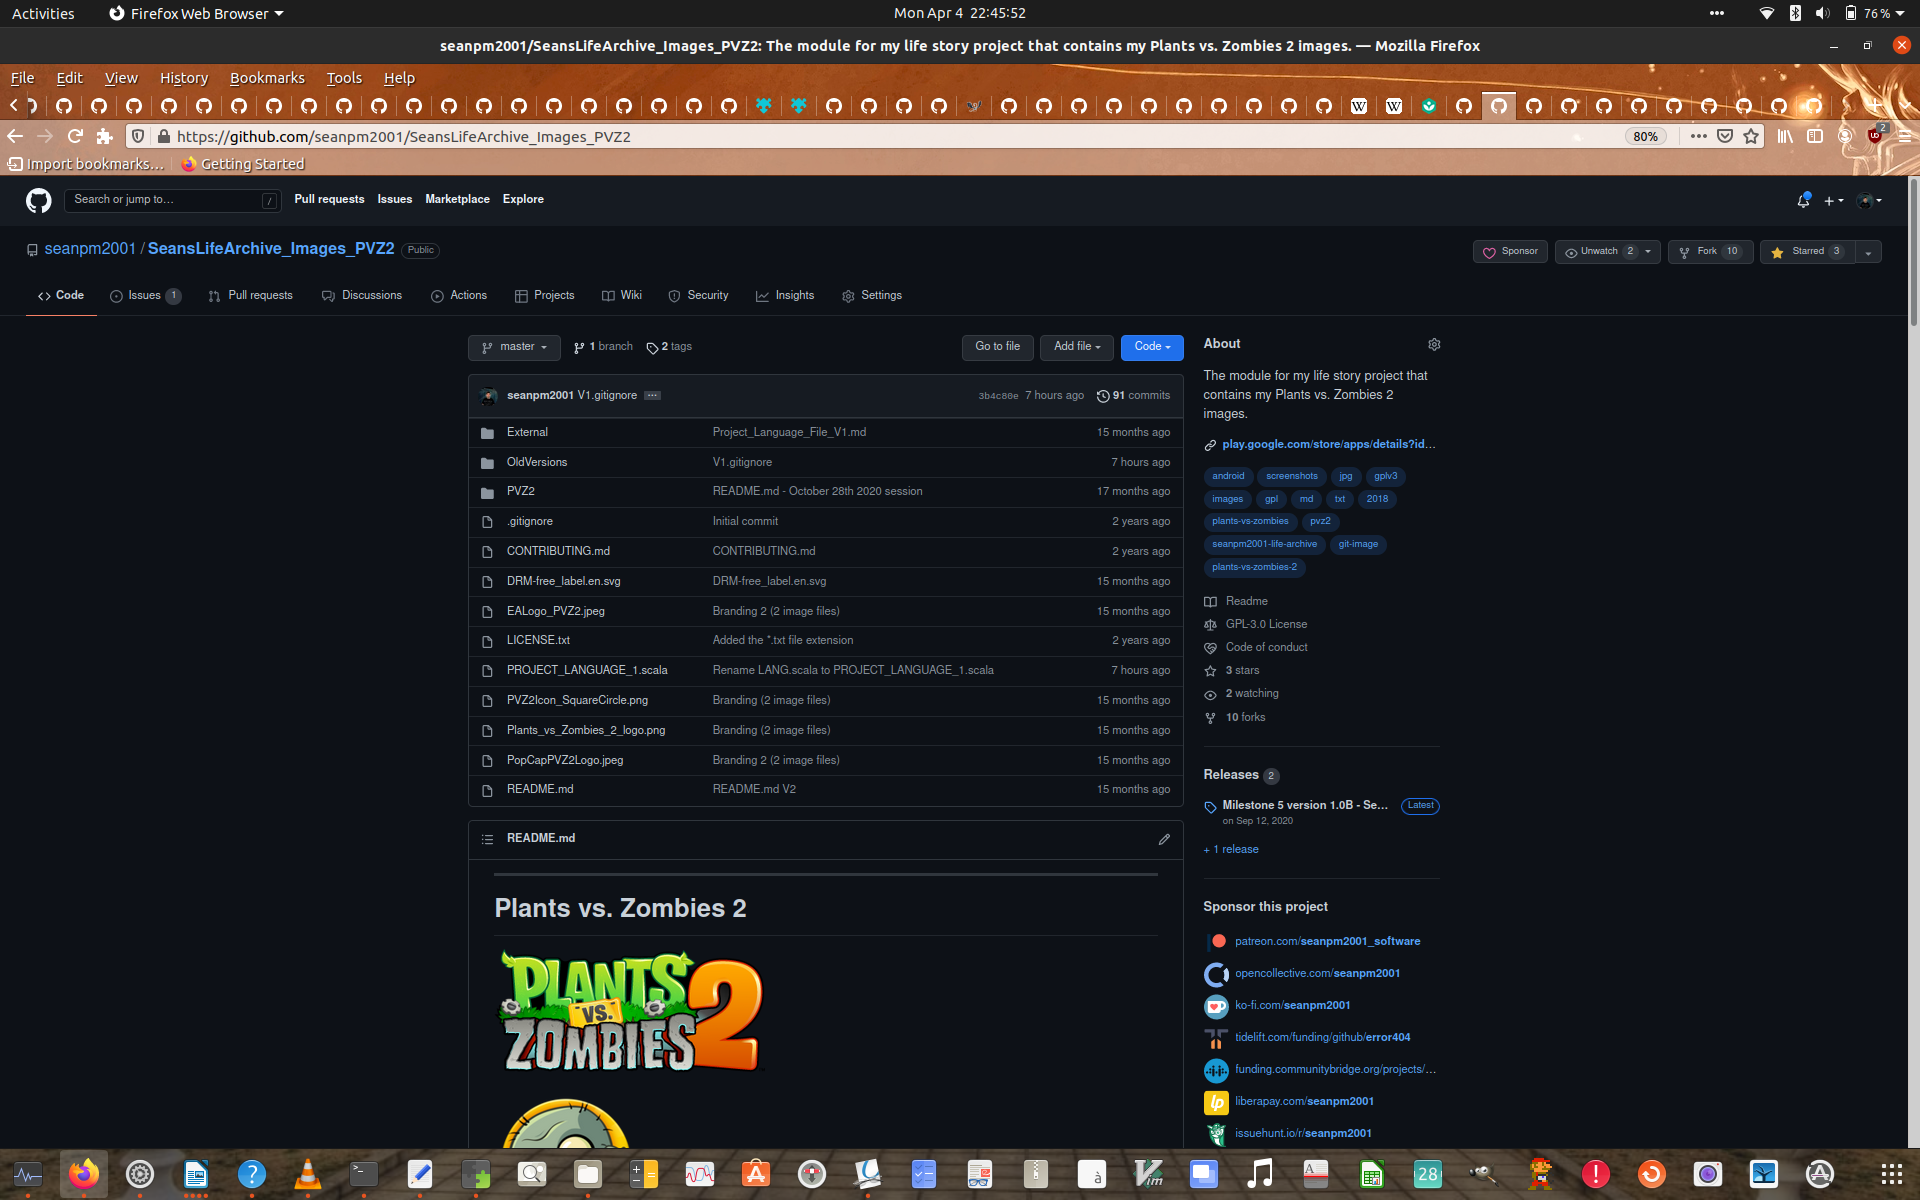 Activities
Firefox Web Browser
Mon Apr 4 22:45:52
76 %
seanpm2001/SeansLifeArchive_Images_PVZ2: The module for my life story project that contains my Plants vs. Zombies 2 images. — Mozilla Firefox
File Edit View History Bookmarks Tools Help
https://github.com/seanpm2001/SeansLifeArchive_Images_PVZ2
80%
2
Import bookmarks...
Getting Started
Search or jump to... /
Pull requests Issues Marketplace Explore
seanpm2001 / SeansLifeArchive_Images_PVZ2 Public
Sponsor Unwatch 2 Fork 10 Starred 3
Code Issues 1 Pull requests Discussions Actions Projects Wiki Security Insights Settings
master 1 branch 2 tags Go to file Add file Code
seanpm2001 V1.gitignore ... 3b4c80e 7 hours ago 91 commits
External Project_Language_File_V1.md 15 months ago
OldVersions V1.gitignore 7 hours ago
PVZ2 README.md - October 28th 2020 session 17 months ago
.gitignore Initial commit 2 years ago
CONTRIBUTING.md CONTRIBUTING.md 2 years ago
DRM-free_label.en.svg DRM-free_label.en.svg 15 months ago
EALogo_PVZ2.jpeg Branding 2 (2 image files) 15 months ago
LICENSE.txt Added the *.txt file extension 2 years ago
PROJECT_LANGUAGE_1.scala Rename LANG.scala to PROJECT_LANGUAGE_1.scala 7 hours ago
PVZ2Icon_SquareCircle.png Branding (2 image files) 15 months ago
Plants_vs_Zombies_2_logo.png Branding (2 image files) 15 months ago
PopCapPVZ2Logo.jpeg Branding 2 (2 image files) 15 months ago
README.md README.md V2 15 months ago
README.md
Plants vs. Zombies 2
PLANTS
VS.
ZOMBIES
2
About
The module for my life story project that
contains my Plants vs. Zombies 2
images.
play.google.com/store/apps/details?id...
android screenshots jpg gplv3
images gpl md txt 2018
plants-vs-zombies pvz2
seanpm2001-life-archive git-image
plants-vs-zombies-2
Readme
GPL-3.0 License
Code of conduct
3 stars
2 watching
10 forks
Releases 2
Milestone 5 version 1.0B - Se... Latest
on Sep 12, 2020
+ 1 release
Sponsor this project
patreon.com/seanpm2001_software
opencollective.com/seanpm2001
ko-fi.com/seanpm2001
tidelift.com/funding/github/error404
funding.communitybridge.org/projects/...
lp liberapay.com/seanpm2001
issuehunt.io/r/seanpm2001
28